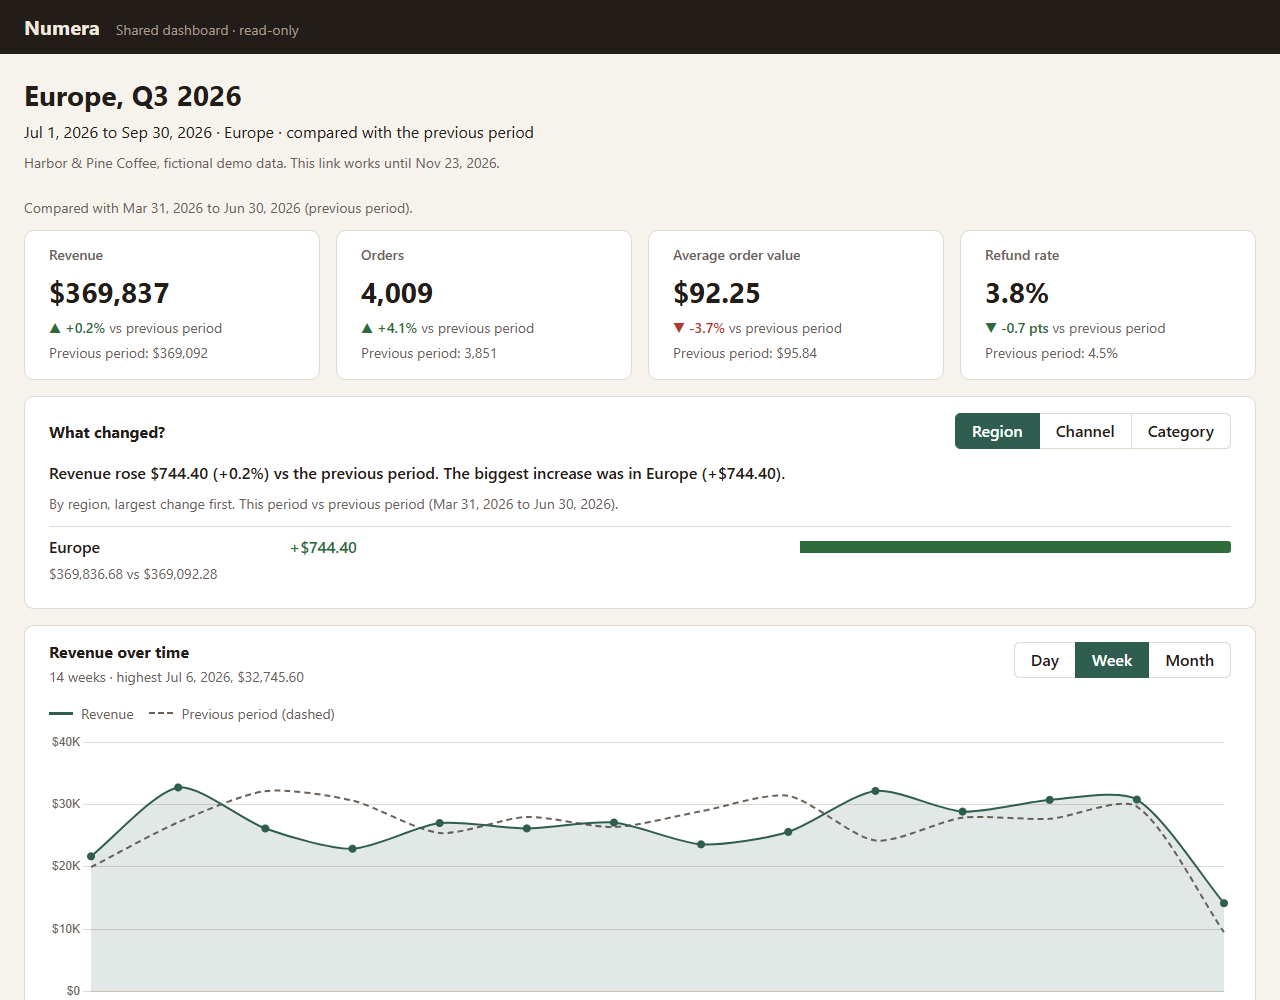 Numera Shared dashboard · read-only
Europe, Q3 2026
Jul 1, 2026 to Sep 30, 2026 · Europe · compared with the previous period
Harbor & Pine Coffee, fictional demo data. This link works until Nov 23, 2026.
Compared with Mar 31, 2026 to Jun 30, 2026 (previous period).
Revenue
$369,837
▲ +0.2% vs previous period
Previous period: $369,092
Orders
4,009
▲ +4.1% vs previous period
Previous period: 3,851
Average order value
$92.25
▼ -3.7% vs previous period
Previous period: $95.84
Refund rate
3.8%
▼ -0.7 pts vs previous period
Previous period: 4.5%
What changed?
Region Channel Category
Revenue rose $744.40 (+0.2%) vs the previous period. The biggest increase was in Europe (+$744.40).
By region, largest change first. This period vs previous period (Mar 31, 2026 to Jun 30, 2026).
Europe +$744.40
$369,836.68 vs $369,092.28
Revenue over time
14 weeks · highest Jul 6, 2026, $32,745.60
Day Week Month
Revenue Previous period (dashed)
$40K
$30K
$20K
$10K
$0